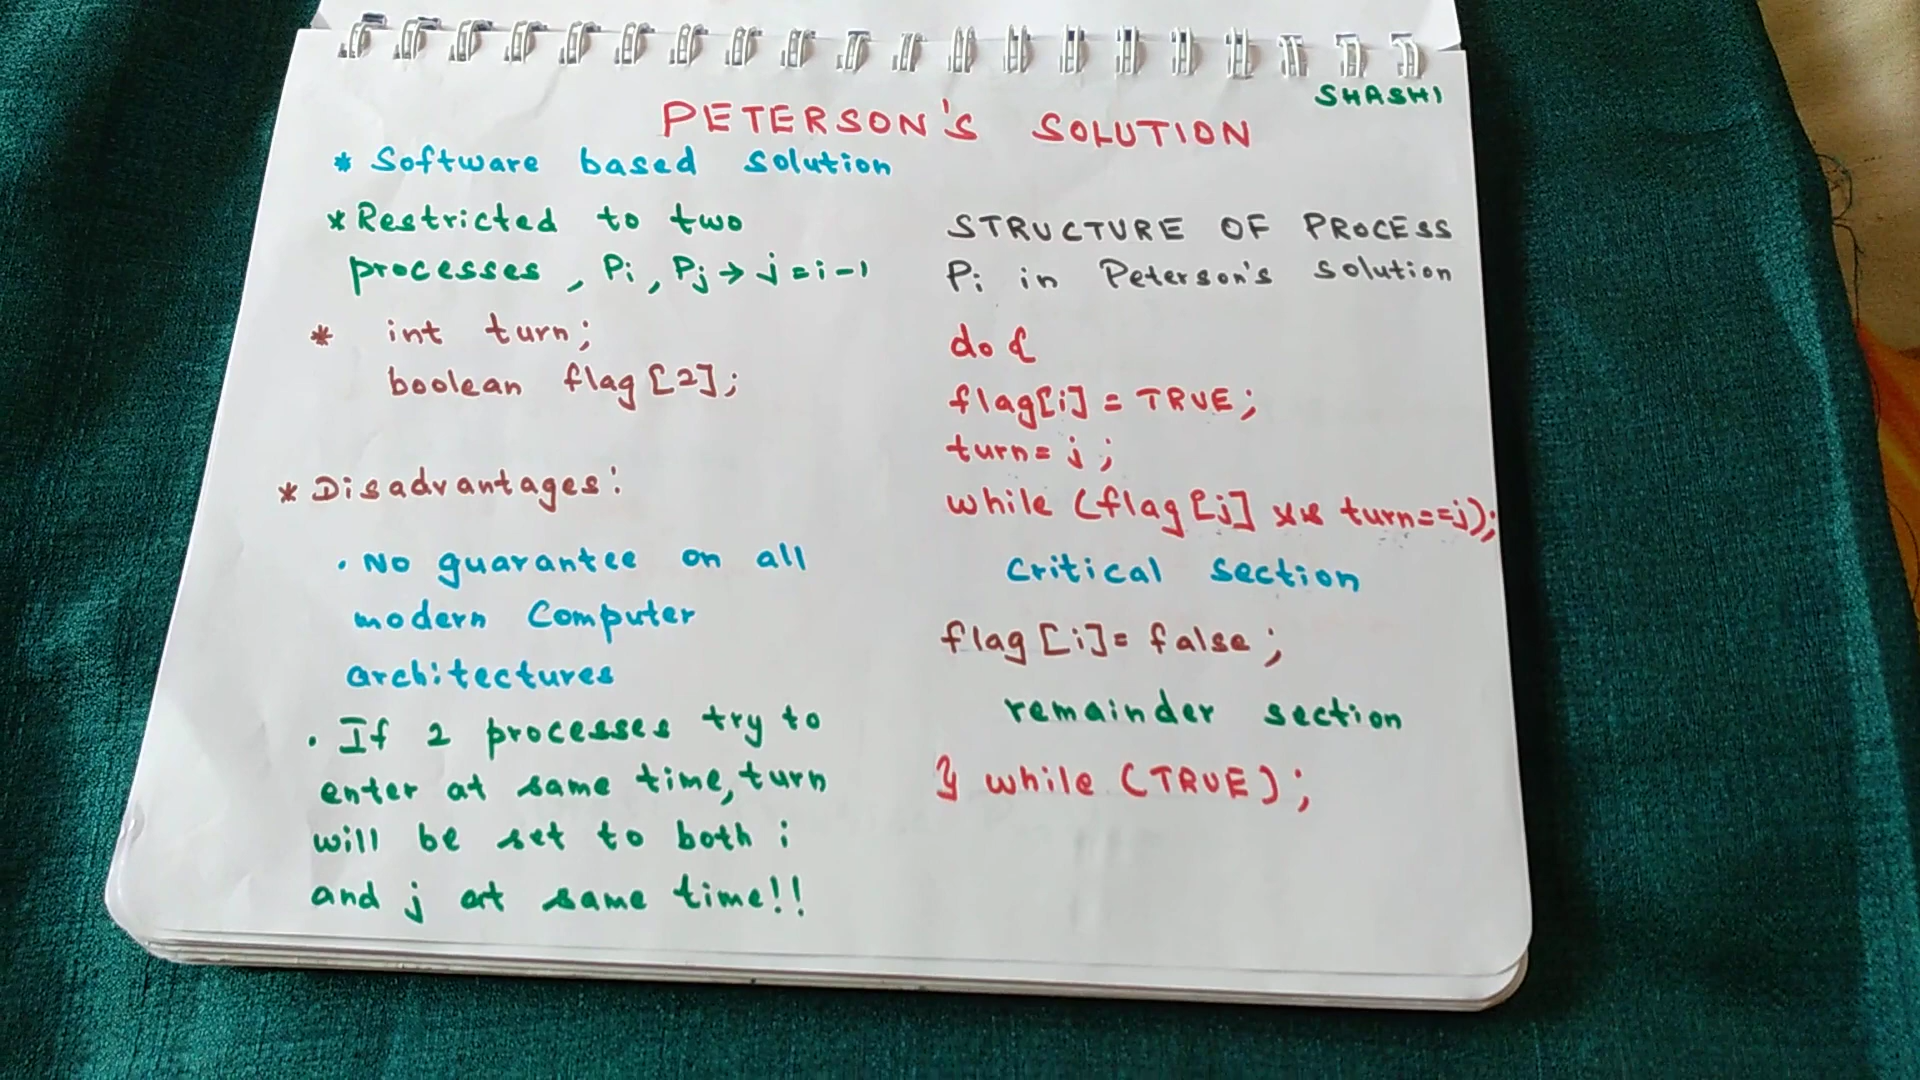 SHASHI
PETERSON'S SOLUTION
* Software based solution
* Restricted to two
processes, Pi, Pj → j = i - 1
* int turn;
boolean flag [2];
* Disadvantages:
. No guarantee on all
modern Computer
architectures
. If 2 processes try to
enter at same time, turn
will be set to both i
and j at same time!!
STRUCTURE OF PROCESS
Pi in Peterson's solution
do {
flag[i] = TRUE;
turn = j ;
while (flag [j] && turn==j);
Critical section
flag [i] = false ;
remainder section
} while (TRUE) ;